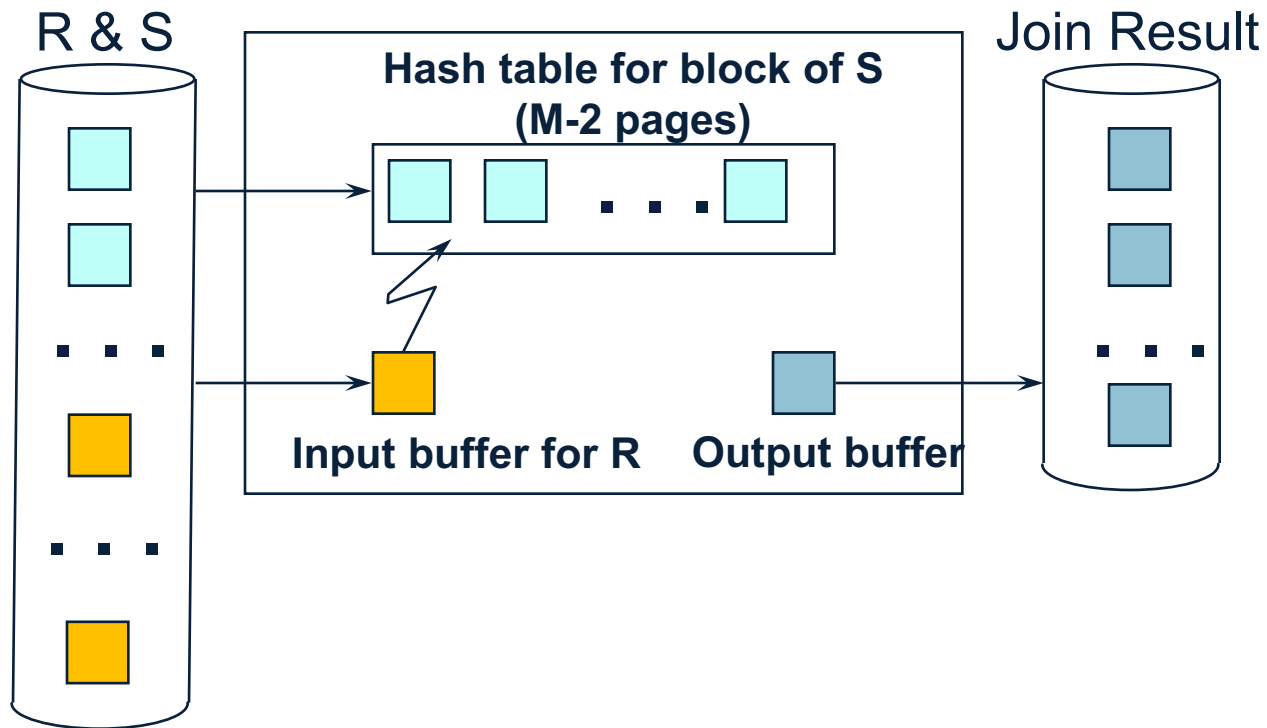 R & S
Join Result
Hash table for block of S
(M-2 pages)
. . .
. . .
. . .
Input buffer for R
Output buffer
. . .